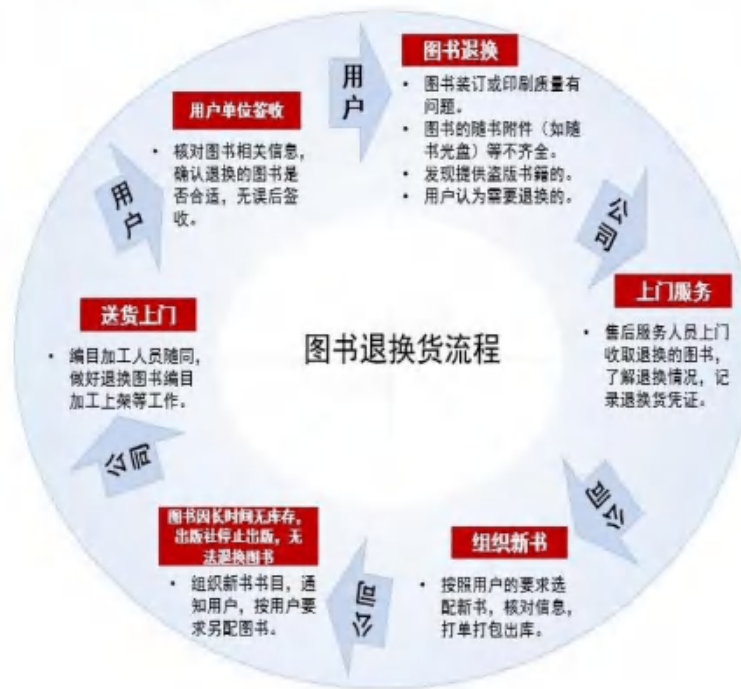 图书退换货流程
用户
图书退换
• 图书装订或印刷质量有
问题。
• 图书的随书附件（如随
书光盘）等不齐全。
• 发现提供盗版书籍的。
• 用户认为需要退换的。
公司
上门服务
• 售后服务人员上门
收取退换的图书，
了解退换情况，记
录退换货凭证。
公司
组织新书
• 按照用户的要求选
配新书，核对信息，
打单打包出库。
公司
图书因长时间无库存，
出版社停止出版，无
法退换图书
• 组织新书书目，通
知用户，按用户要
求另配图书。
公司
送货上门
• 编目加工人员随同，
做好退换图书编目
加工上架等工作。
用户
用户单位签收
• 核对图书相关信息，
确认退换的图书是
否合适，无误后签
收。